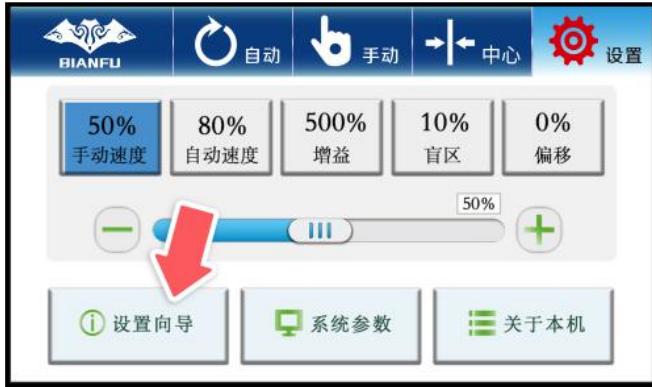 BIANFU
自动
手动
中心
设置
50%
手动速度
80%
自动速度
500%
增益
10%
盲区
0%
偏移
50%
设置向导
系统参数
关于本机